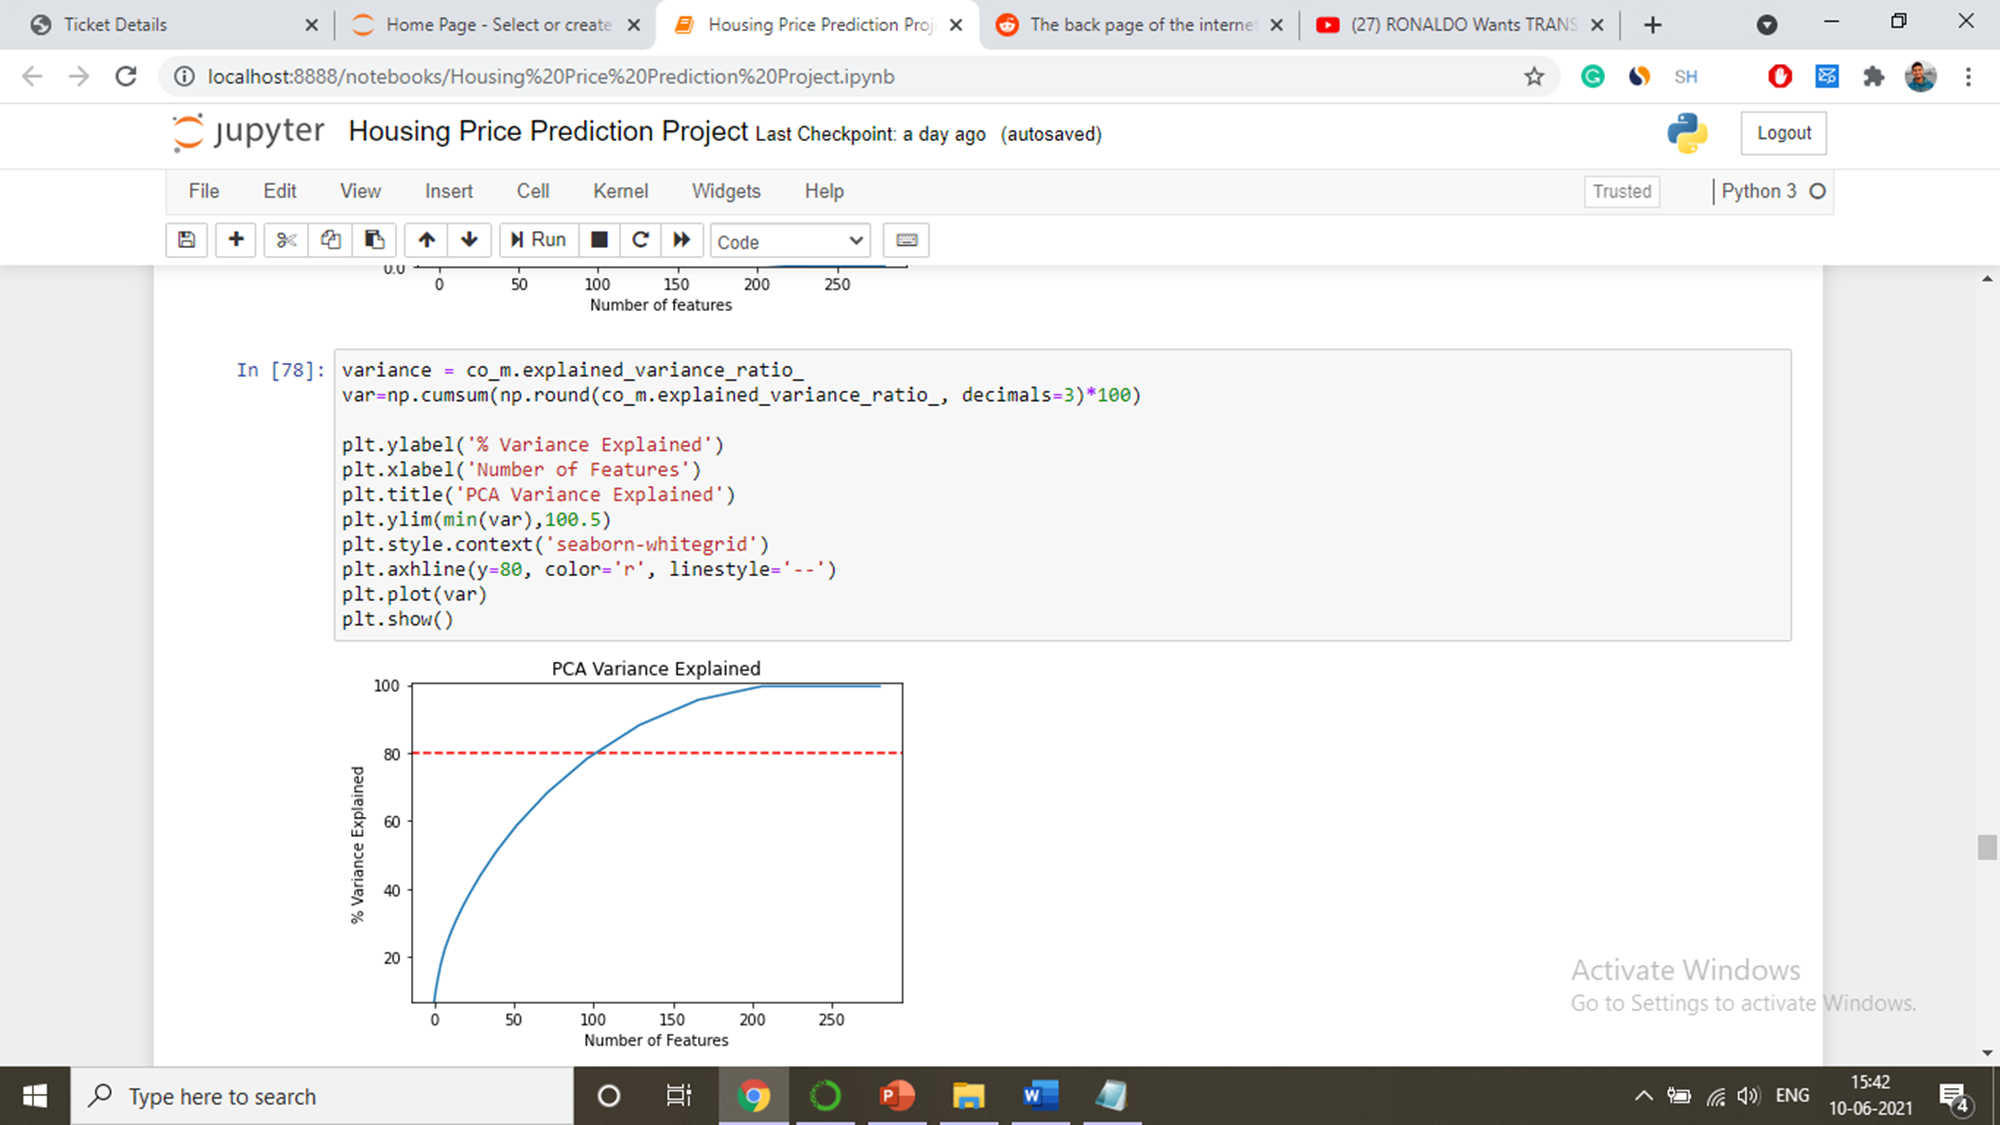 Ticket Details
Home Page - Select or create
Housing Price Prediction Proj
The back page of the internet
(27) RONALDO Wants TRANS
localhost:8888/notebooks/Housing%20Price%20Prediction%20Project.ipynb
SH
jupyter Housing Price Prediction Project Last Checkpoint: a day ago (autosaved)
Logout
File Edit View Insert Cell Kernel Widgets Help
Trusted
Python 3
Run
Code
0.0
0 50 100 150 200 250
Number of features
In [78]:
variance = co_m.explained_variance_ratio_
var=np.cumsum(np.round(co_m.explained_variance_ratio_, decimals=3)*100)
plt.ylabel('% Variance Explained')
plt.xlabel('Number of Features')
plt.title('PCA Variance Explained')
plt.ylim(min(var),100.5)
plt.style.context('seaborn-whitegrid')
plt.axhline(y=80, color='r', linestyle='--')
plt.plot(var)
plt.show()
PCA Variance Explained
100
80
60
40
20
% Variance Explained
0 50 100 150 200 250
Number of Features
Activate Windows
Go to Settings to activate Windows.
Type here to search
P
W
ENG
15:42
10-06-2021
4